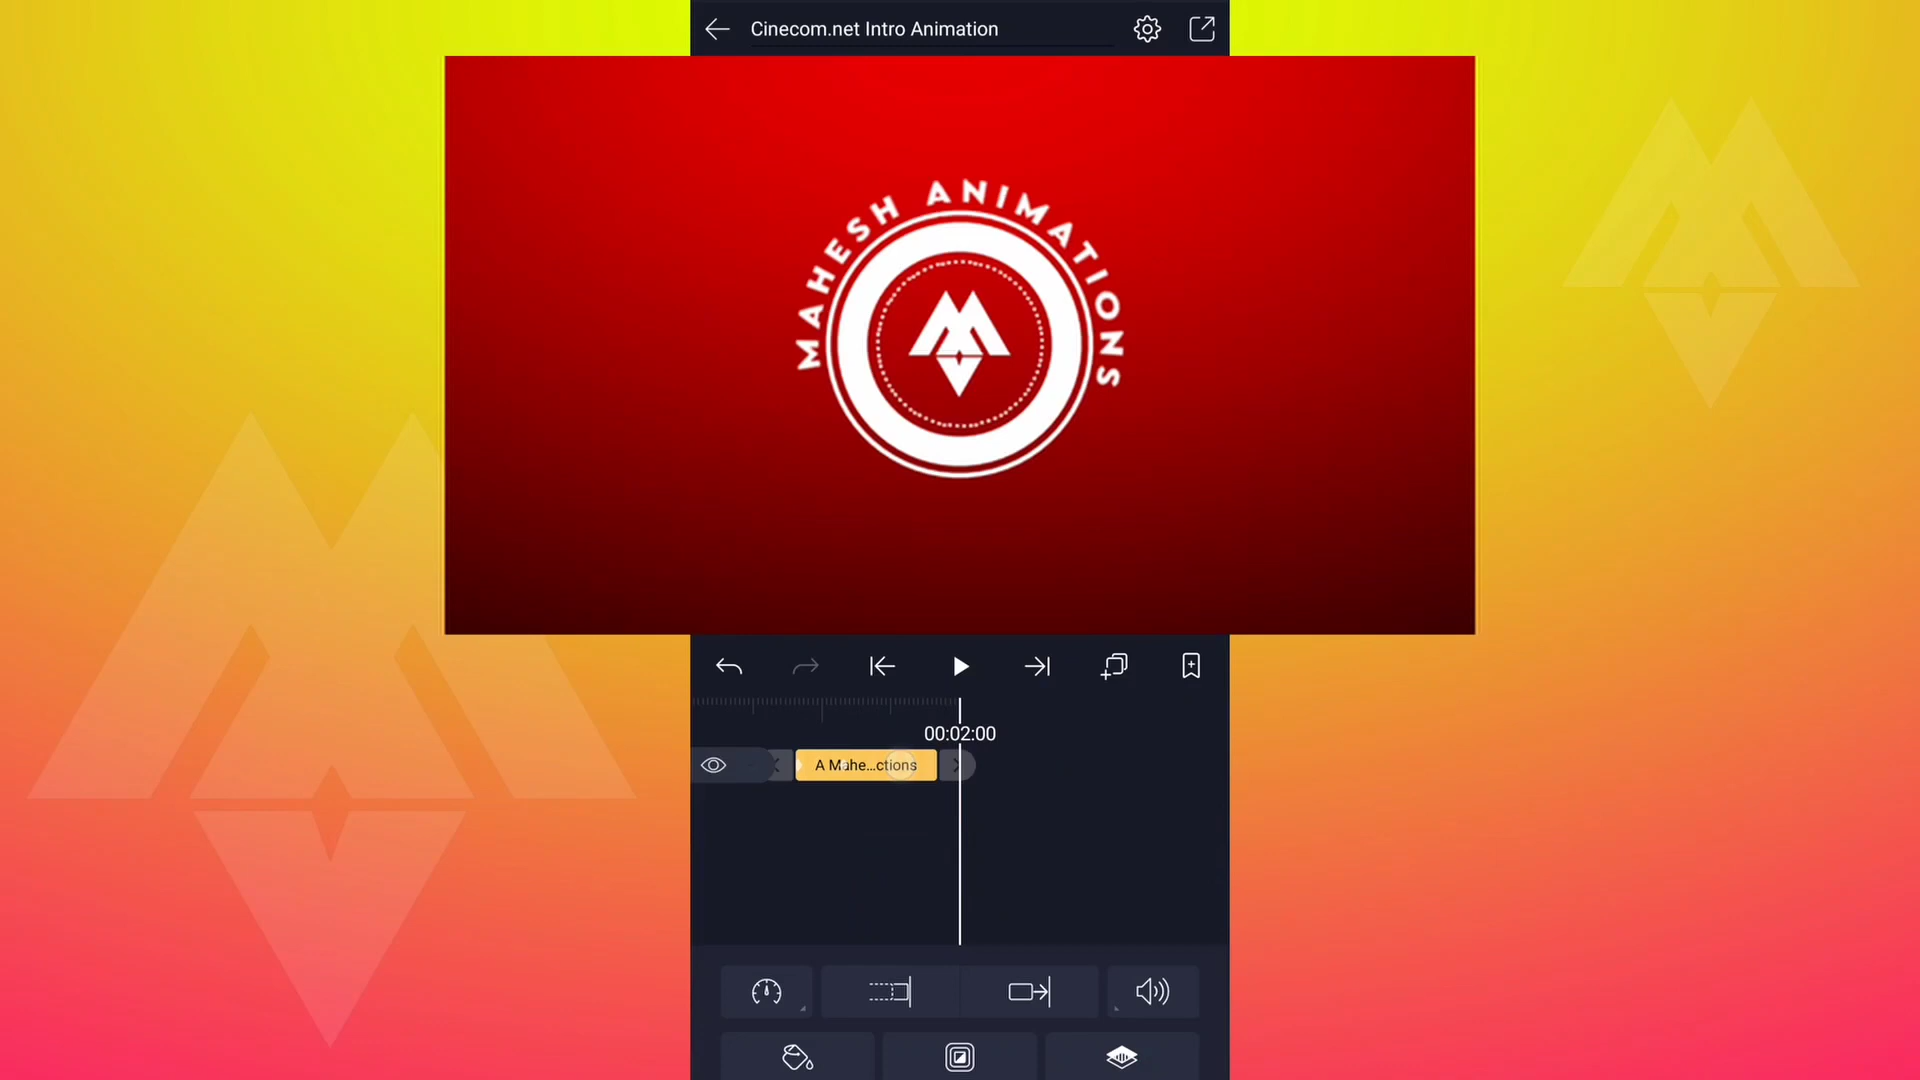 Cinecom.net Intro Animation
MAHESH ANIMATIONS
00:02:00
A Mahe...ctions